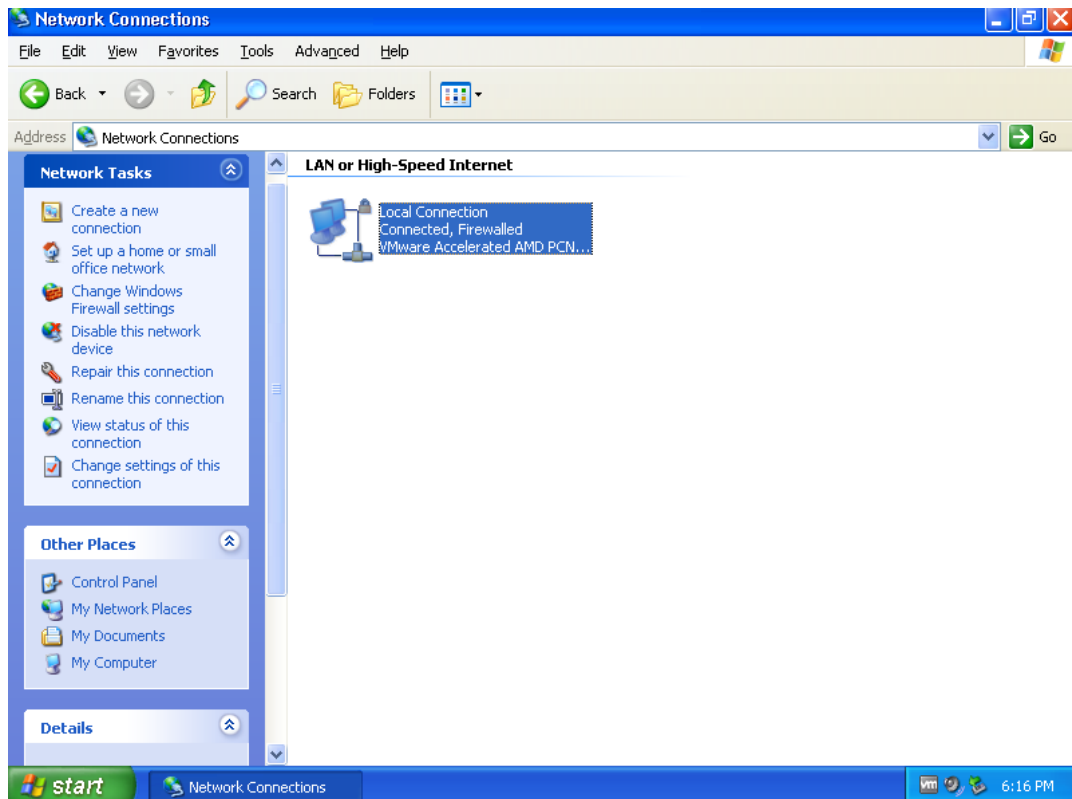 Network Connections
File Edit View Favorites Tools Advanced Help
Back Search Folders
Address Network Connections Go
Network Tasks
Create a new
connection
Set up a home or small
office network
Change Windows
Firewall settings
Disable this network
device
Repair this connection
Rename this connection
View status of this
connection
Change settings of this
connection
Other Places
Control Panel
My Network Places
My Documents
My Computer
Details
LAN or High-Speed Internet
Local Connection
Connected, Firewalled
VMware Accelerated AMD PCN...
start Network Connections vm 6:16 PM